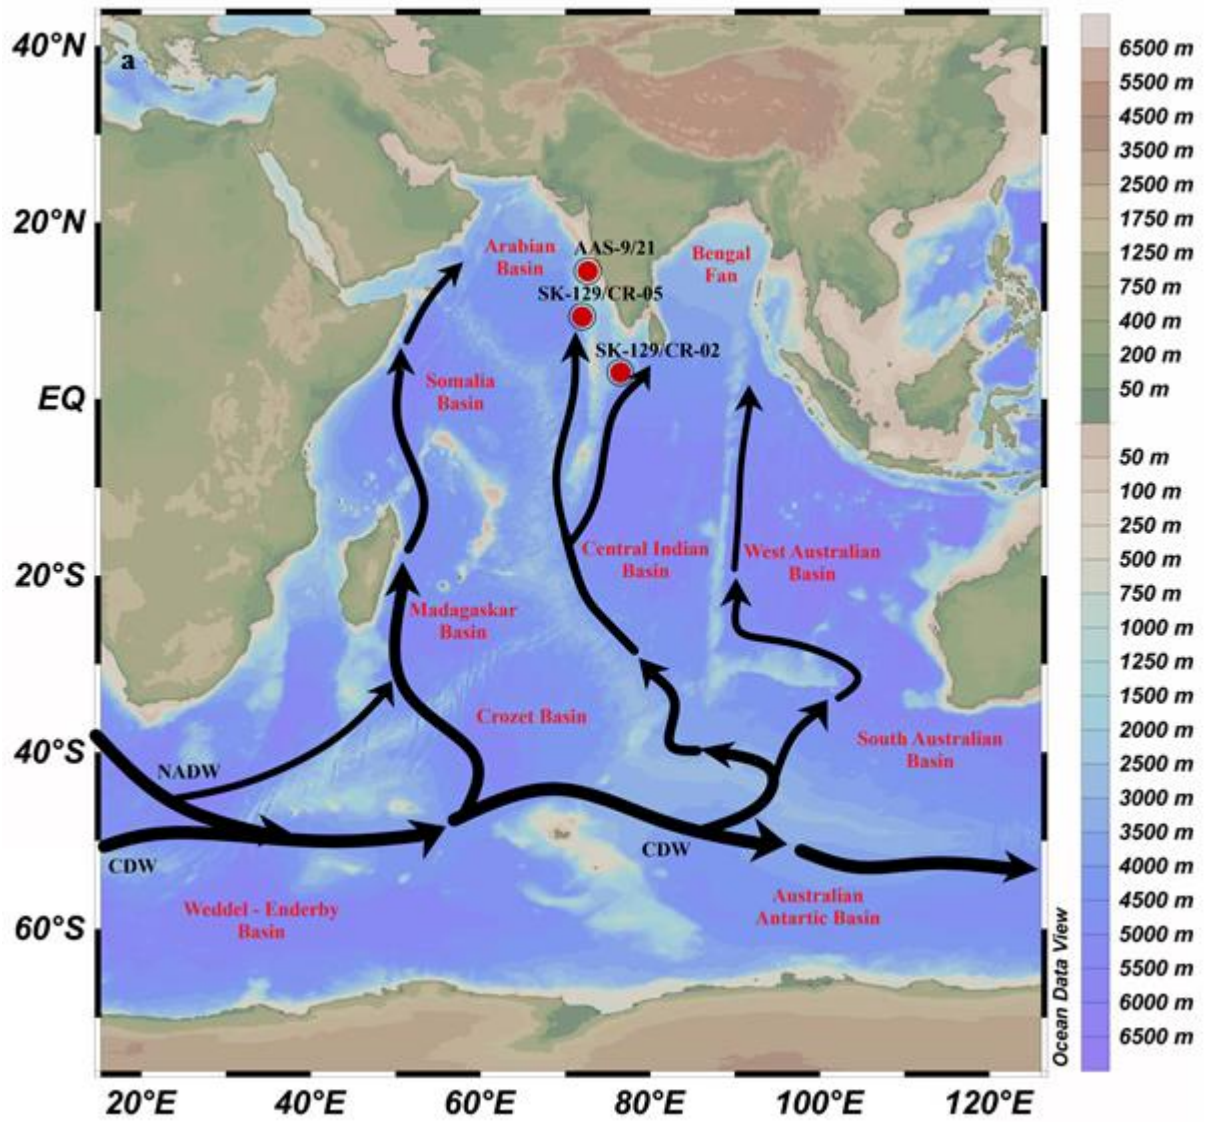 a
40°N
20°N
EQ
20°S
40°S
60°S
20°E
40°E
60°E
80°E
100°E
120°E
Arabian
Basin
AAS-9/21
SK-129/CR-05
SK-129/CR-02
Bengal
Fan
Somalia
Basin
Central Indian
Basin
West Australian
Basin
Madagaskar
Basin
Crozet Basin
South Australian
Basin
NADW
CDW
CDW
Weddel - Enderby
Basin
Australian
Antartic Basin
Ocean Data View
6500 m
5500 m
4500 m
3500 m
2500 m
1750 m
1250 m
750 m
400 m
200 m
50 m
50 m
100 m
250 m
500 m
750 m
1000 m
1250 m
1500 m
2000 m
2500 m
3000 m
3500 m
4000 m
4500 m
5000 m
5500 m
6000 m
6500 m